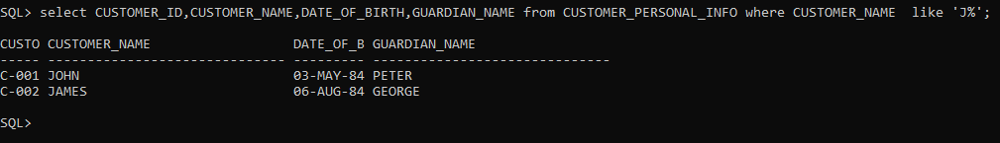 SQL> select CUSTOMER_ID,CUSTOMER_NAME,DATE_OF_BIRTH,GUARDIAN_NAME from CUSTOMER_PERSONAL_INFO where CUSTOMER_NAME  like 'J%';
CUSTO CUSTOMER_NAME                  DATE_OF_B GUARDIAN_NAME
----- ------------------------------ --------- ------------------------------
C-001 JOHN                           03-MAY-84 PETER
C-002 JAMES                          06-AUG-84 GEORGE
SQL>